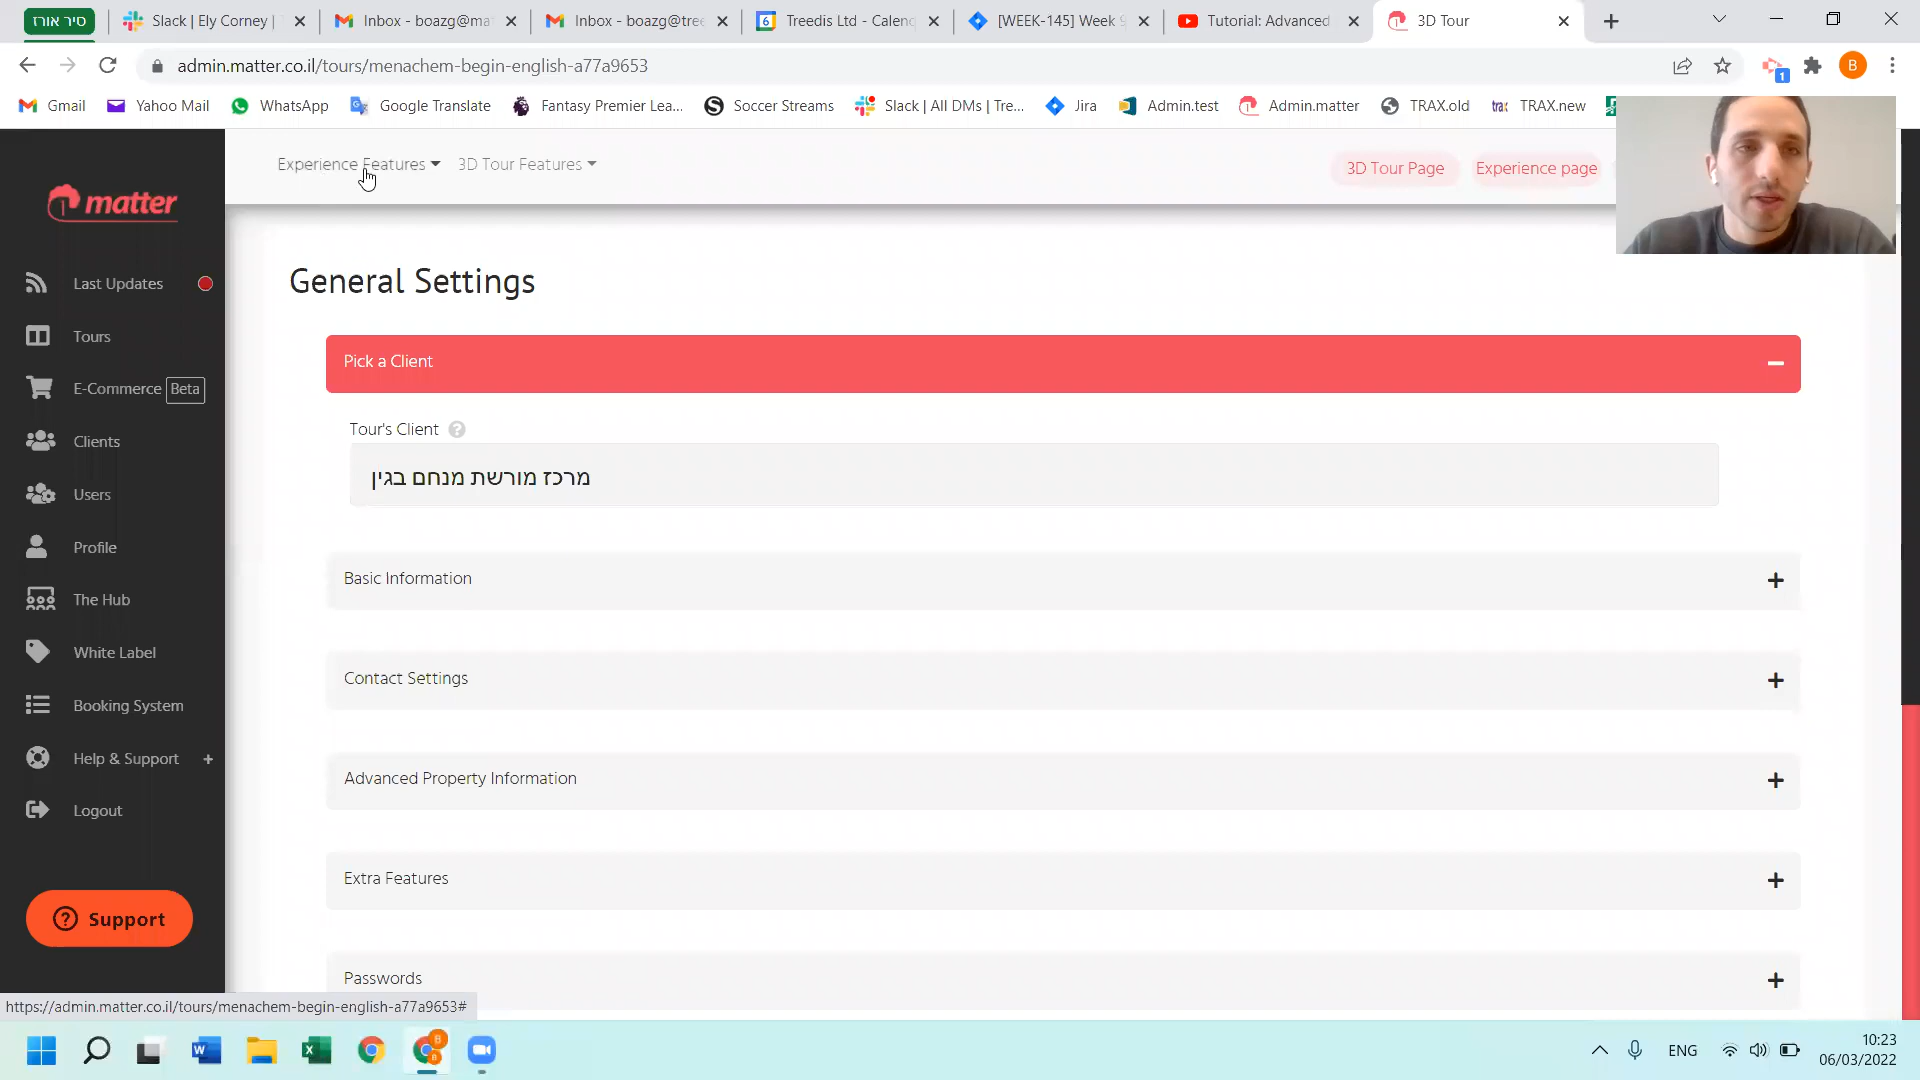 סיר אורז
Slack | Ely Corney |
Inbox - boazg@ma
Inbox - boazg@tree
Treedis Ltd - Calend
[WEEK-145] Week 9
Tutorial: Advanced
3D Tour
admin.matter.co.il/tours/menachem-begin-english-a77a9653
1
B
Gmail
Yahoo Mail
WhatsApp
Google Translate
Fantasy Premier Lea...
Soccer Streams
Slack | All DMs | Tre...
Jira
Admin.test
Admin.matter
TRAX.old
TRAX.new
matter
Experience Features
3D Tour Features
3D Tour Page
Experience page
Last Updates
Tours
E-Commerce Beta
Clients
Users
Profile
The Hub
White Label
Booking System
Help & Support +
Logout
Support
General Settings
Pick a Client
Tour's Client ?
מרכז מורשת מנחם בגין
Basic Information
Contact Settings
Advanced Property Information
Extra Features
Passwords
https://admin.matter.co.il/tours/menachem-begin-english-a77a9653#
ENG
10:23
06/03/2022